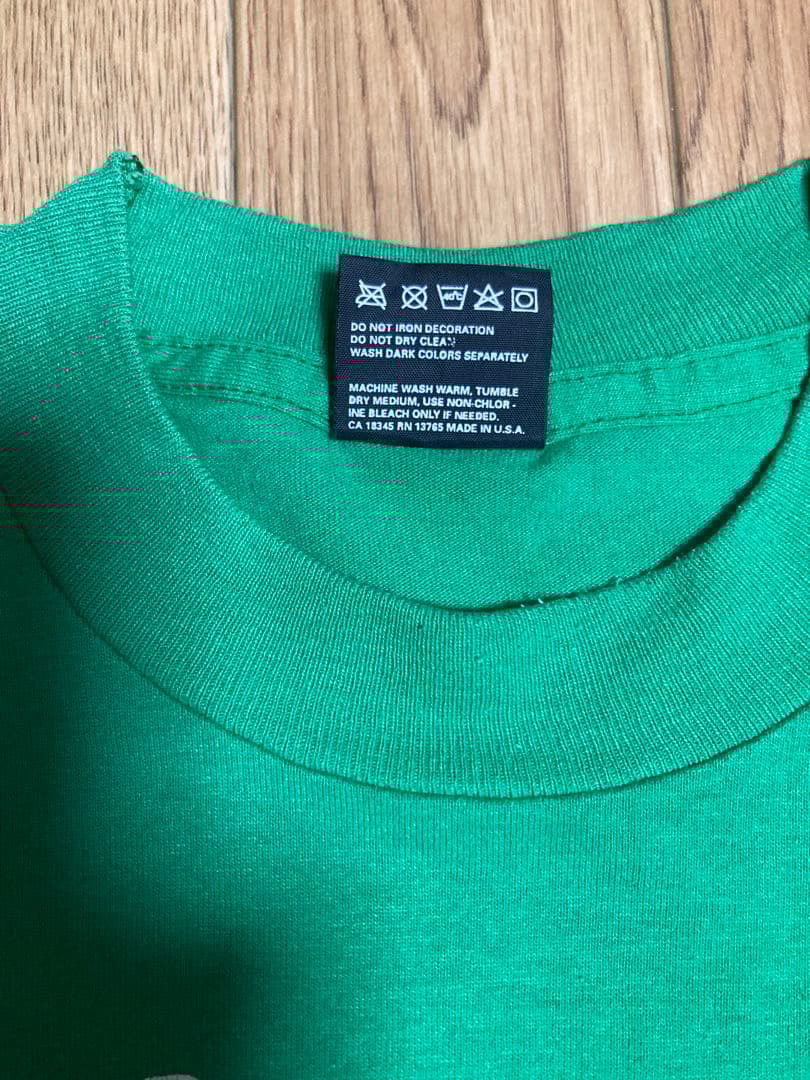 40°C
DO NOT IRON DECORATION
DO NOT DRY CLEAN
WASH DARK COLORS SEPARATELY
MACHINE WASH WARM, TUMBLE
DRY MEDIUM, USE NON-CHLOR -
INE BLEACH ONLY IF NEEDED.
CA 18345 RN 13765 MADE IN U.S.A.